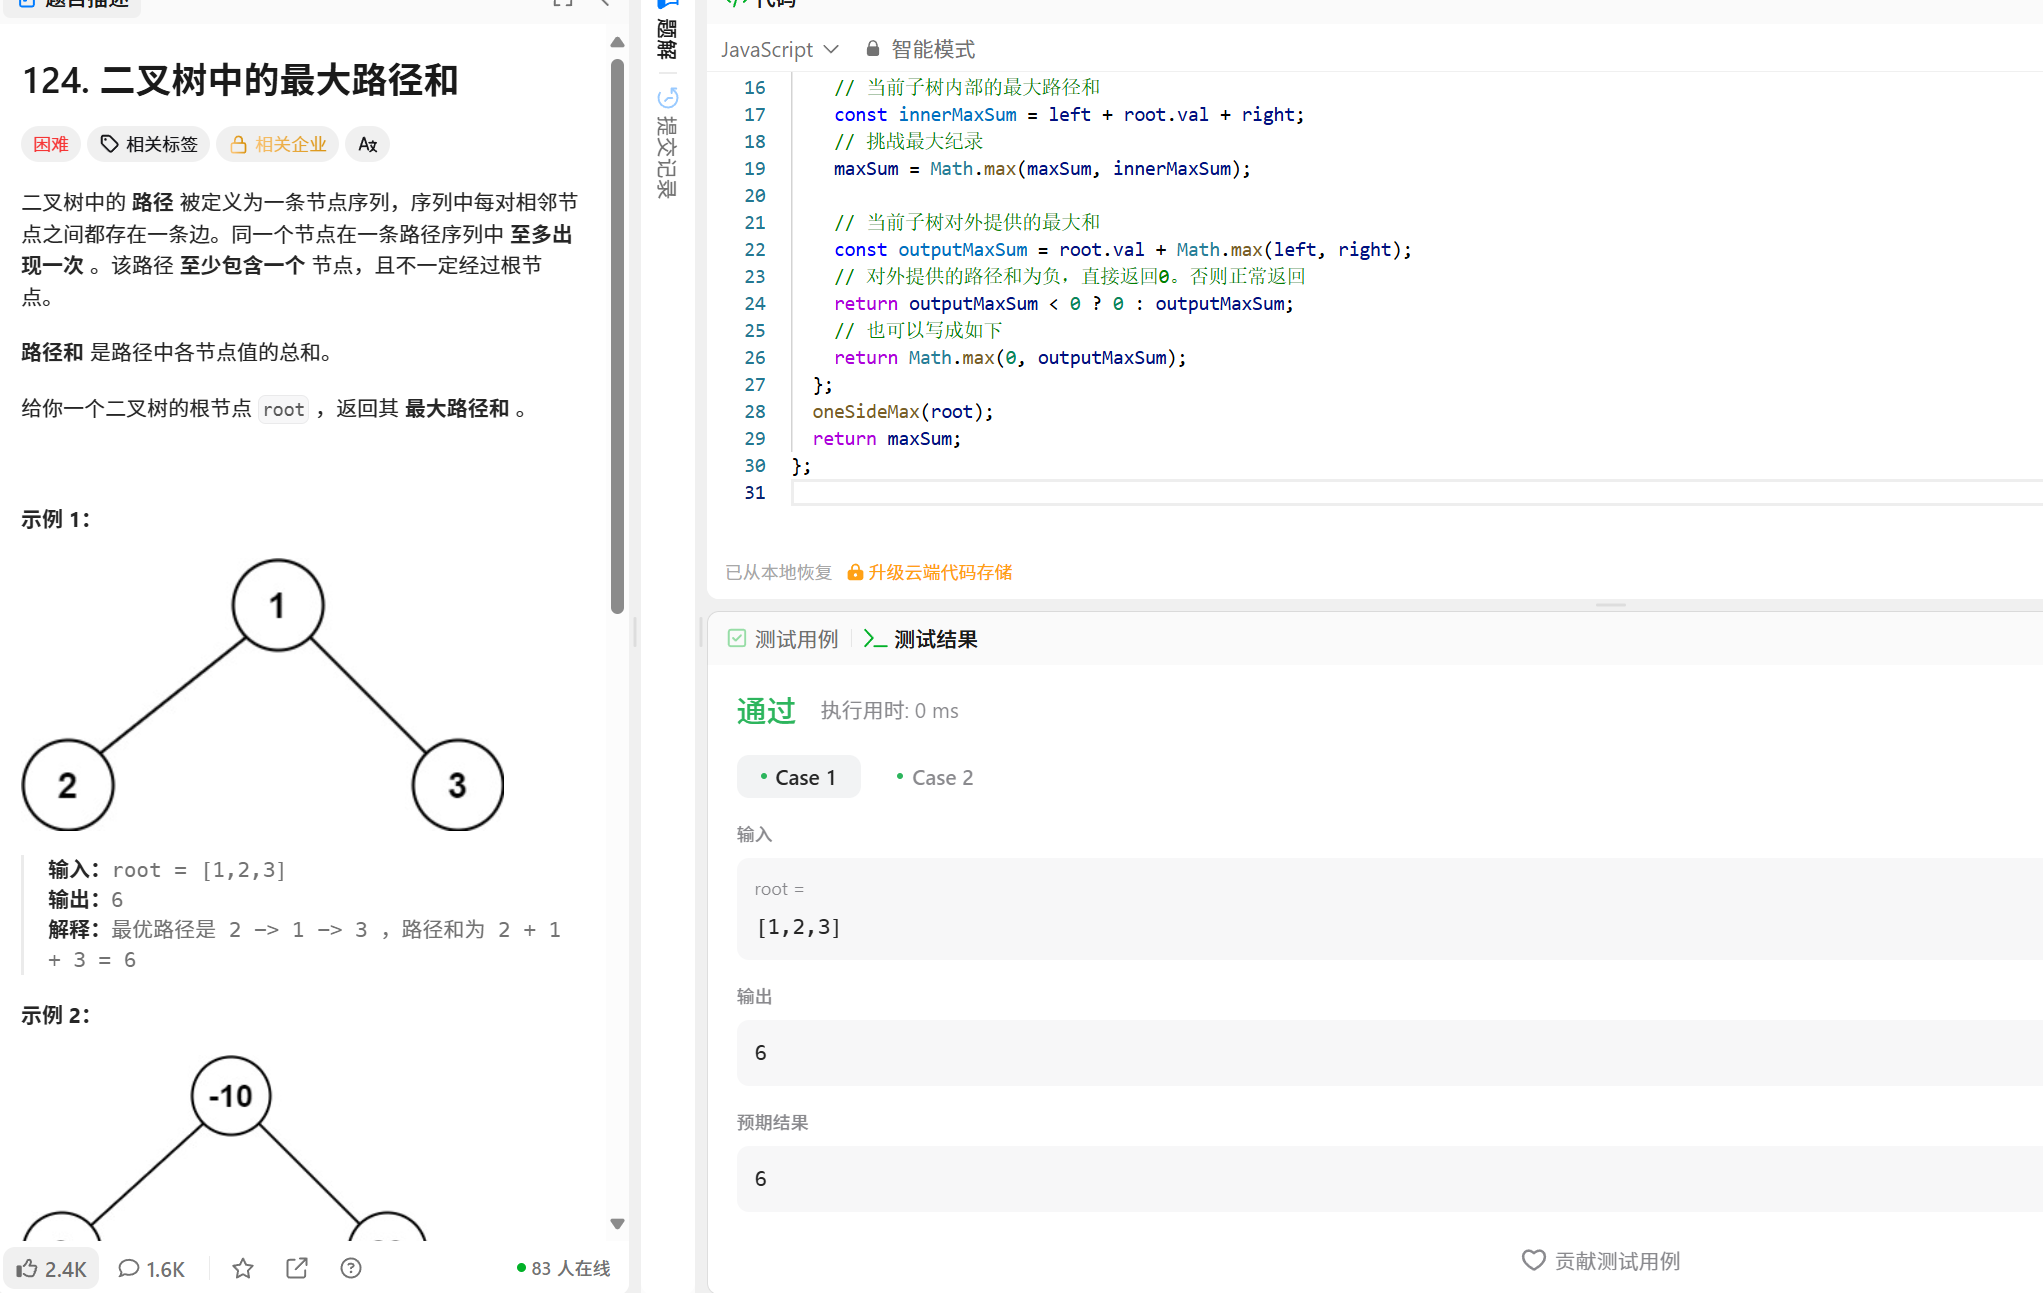 题目描述
124. 二叉树中的最大路径和
困难 相关标签 相关企业
二叉树中的 路径 被定义为一条节点序列，序列中每对相邻节
点之间都存在一条边。同一个节点在一条路径序列中 至多出
现一次 。该路径 至少包含一个 节点，且不一定经过根节
点。
路径和 是路径中各节点值的总和。
给你一个二叉树的根节点 root ，返回其 最大路径和 。
示例 1：
1
2
3
输入：root = [1,2,3]
输出：6
解释：最优路径是 2 -> 1 -> 3 ，路径和为 2 + 1
+ 3 = 6
示例 2：
-10
2.4K 1.6K 83 人在线
题解
提交记录
</> 代码
JavaScript 智能模式
16 // 当前子树内部的最大路径和
17 const innerMaxSum = left + root.val + right;
18 // 挑战最大纪录
19 maxSum = Math.max(maxSum, innerMaxSum);
20
21 // 当前子树对外提供的最大和
22 const outputMaxSum = root.val + Math.max(left, right);
23 // 对外提供的路径和为负，直接返回0。否则正常返回
24 return outputMaxSum < 0 ? 0 : outputMaxSum;
25 // 也可以写成如下
26 return Math.max(0, outputMaxSum);
27 };
28 oneSideMax(root);
29 return maxSum;
30 };
31
已从本地恢复 升级云端代码存储
测试用例 测试结果
通过 执行用时: 0 ms
Case 1 Case 2
输入
root =
[1,2,3]
输出
6
预期结果
6
贡献测试用例